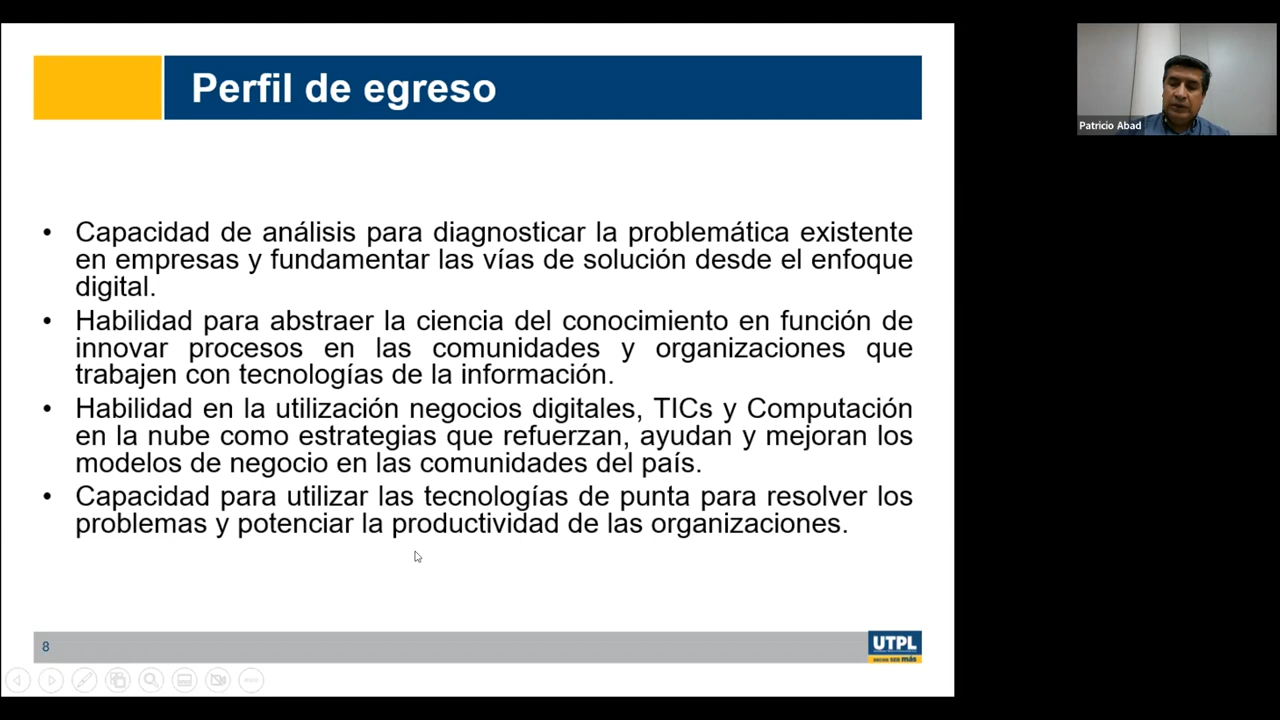 Perfil de egreso
Patricio Abad
• Capacidad de análisis para diagnosticar la problemática existente
en empresas y fundamentar las vías de solución desde el enfoque
digital.
• Habilidad para abstraer la ciencia del conocimiento en función de
innovar procesos en las comunidades y organizaciones que
trabajen con tecnologías de la información.
• Habilidad en la utilización negocios digitales, TICs y Computación
en la nube como estrategias que refuerzan, ayudan y mejoran los
modelos de negocio en las comunidades del país.
• Capacidad para utilizar las tecnologías de punta para resolver los
problemas y potenciar la productividad de las organizaciones.
8
UTPL